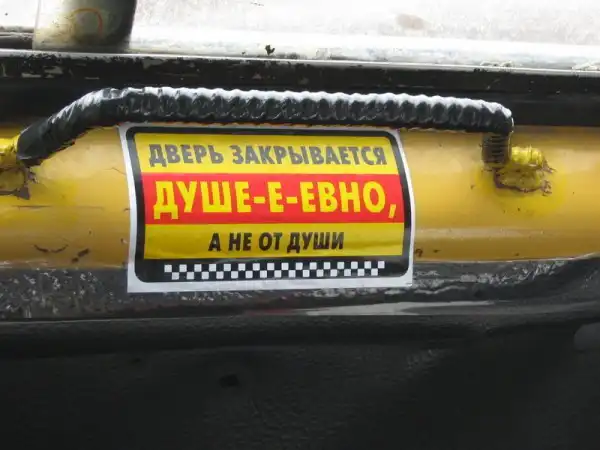 ДВЕРЬ ЗАКРЫВАЕТСЯ
ДУШЕ-Е-ЕВНО,
А НЕ ОТ ДУШИ